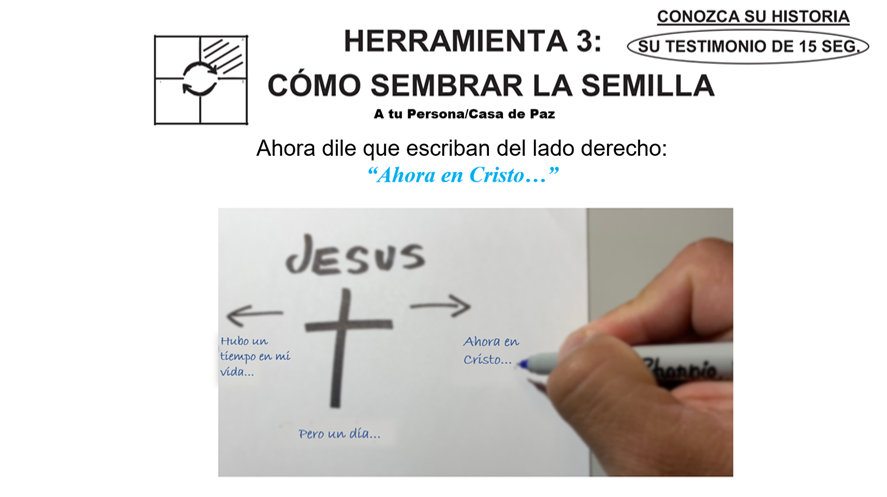 CONOZCA SU HISTORIA
SU TESTIMONIO DE 15 SEG.
HERRAMIENTA 3:
CÓMO SEMBRAR LA SEMILLA
A tu Persona/Casa de Paz
Ahora dile que escriban del lado derecho:
“Ahora en Cristo…”
JESUS
Hubo un
tiempo en mi
vida...
Ahora en
Cristo...
Pero un día...